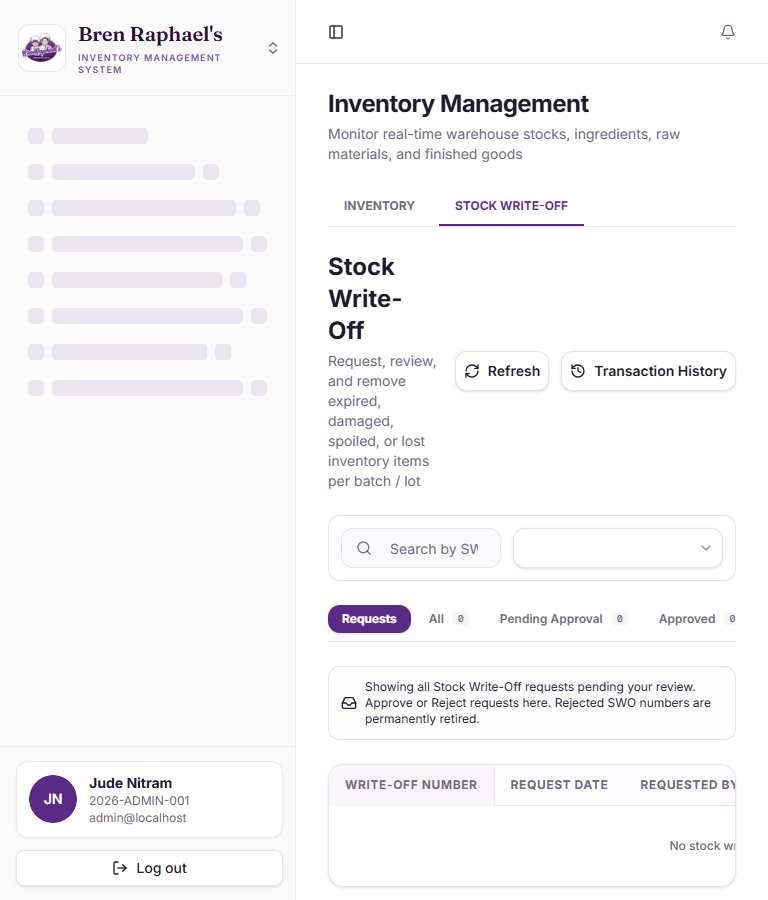 Bren Raphael's
INVENTORY MANAGEMENT
SYSTEM
Inventory Management
Monitor real-time warehouse stocks, ingredients, raw
materials, and finished goods
INVENTORY
STOCK WRITE-OFF
Stock
Write-
Off
Request, review,
and remove
expired,
damaged,
spoiled, or lost
inventory items
per batch / lot
Refresh
Transaction History
Search by SW
Requests
All 0
Pending Approval 0
Approved 0
Showing all Stock Write-Off requests pending your review.
Approve or Reject requests here. Rejected SWO numbers are
permanently retired.
WRITE-OFF NUMBER
REQUEST DATE
REQUESTED BY
No stock wr
JN
Jude Nitram
2026-ADMIN-001
admin@localhost
Log out